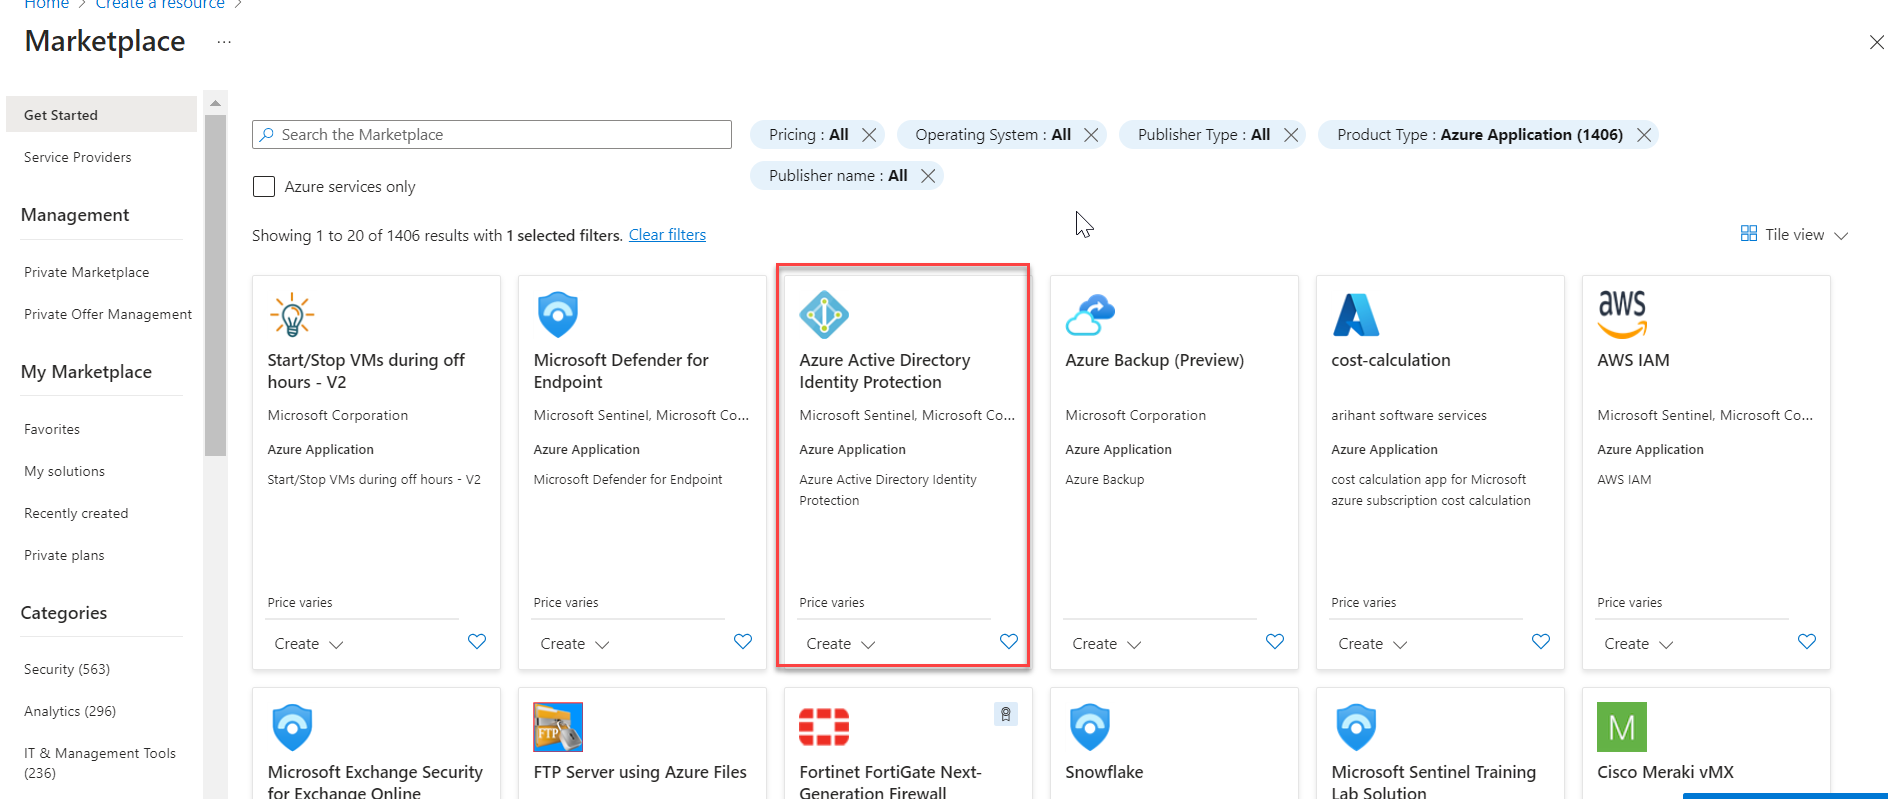 Home > Create a resource >
Marketplace ...
Get Started
Service Providers
Management
Private Marketplace
Private Offer Management
My Marketplace
Favorites
My solutions
Recently created
Private plans
Categories
Security (563)
Analytics (296)
IT & Management Tools
(236)
Search the Marketplace
Pricing : All
Operating System : All
Publisher Type : All
Product Type : Azure Application (1406)
Publisher name : All
Azure services only
Showing 1 to 20 of 1406 results with 1 selected filters. Clear filters
Tile view
Start/Stop VMs during off
hours - V2
Microsoft Corporation
Azure Application
Start/Stop VMs during off hours - V2
Price varies
Create
Microsoft Defender for
Endpoint
Microsoft Sentinel, Microsoft Co...
Azure Application
Microsoft Defender for Endpoint
Price varies
Create
Azure Active Directory
Identity Protection
Microsoft Sentinel, Microsoft Co...
Azure Application
Azure Active Directory Identity
Protection
Price varies
Create
Azure Backup (Preview)
Microsoft Corporation
Azure Application
Azure Backup
Create
cost-calculation
arihant software services
Azure Application
cost calculation app for Microsoft
azure subscription cost calculation
Price varies
Create
aws
AWS IAM
Microsoft Sentinel, Microsoft Co...
Azure Application
AWS IAM
Price varies
Create
Microsoft Exchange Security
for Exchange Online
FTP
FTP Server using Azure Files
Fortinet FortiGate Next-
Generation Firewall
Snowflake
Microsoft Sentinel Training
Lab Solution
M
Cisco Meraki vMX